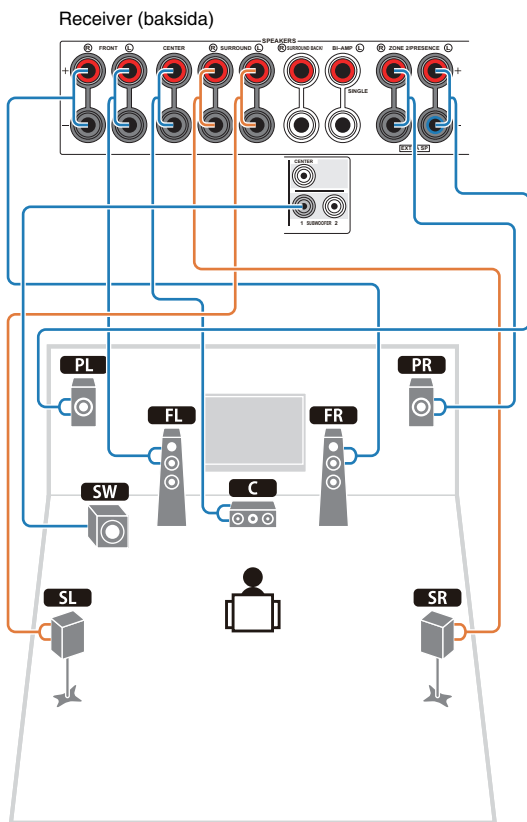 Receiver (baksida)
SPEAKERS
R FRONT L CENTER R SURROUND L R SURROUND BACK/ BI-AMP L R ZONE 2/PRESENCE L
+ +
SINGLE
– –
EXTRA SP
CENTER
1 SUBWOOFER 2
PL PR
FL FR
SW C
SL SR